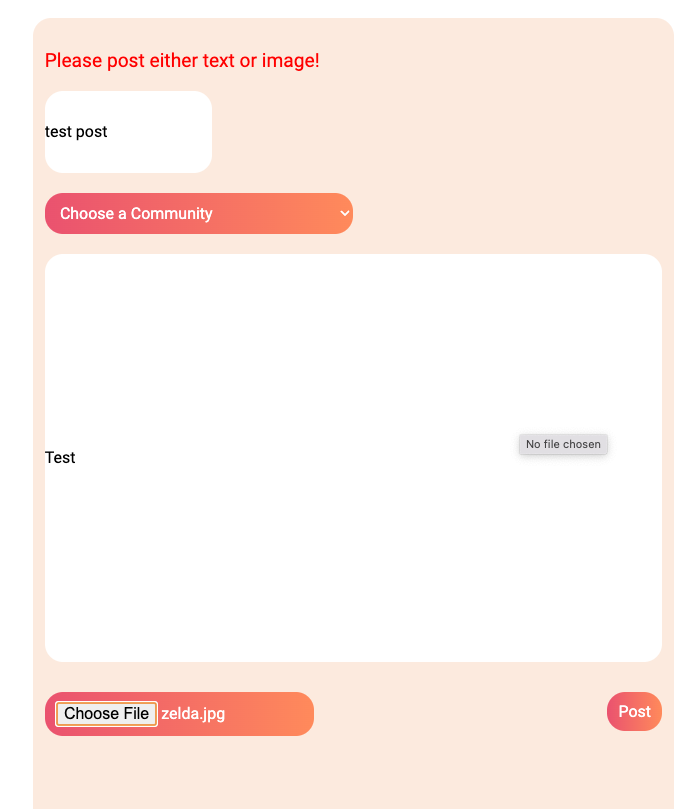 Please post either text or image!
test post
Choose a Community
No file chosen
Test
Choose File zelda.jpg
Post